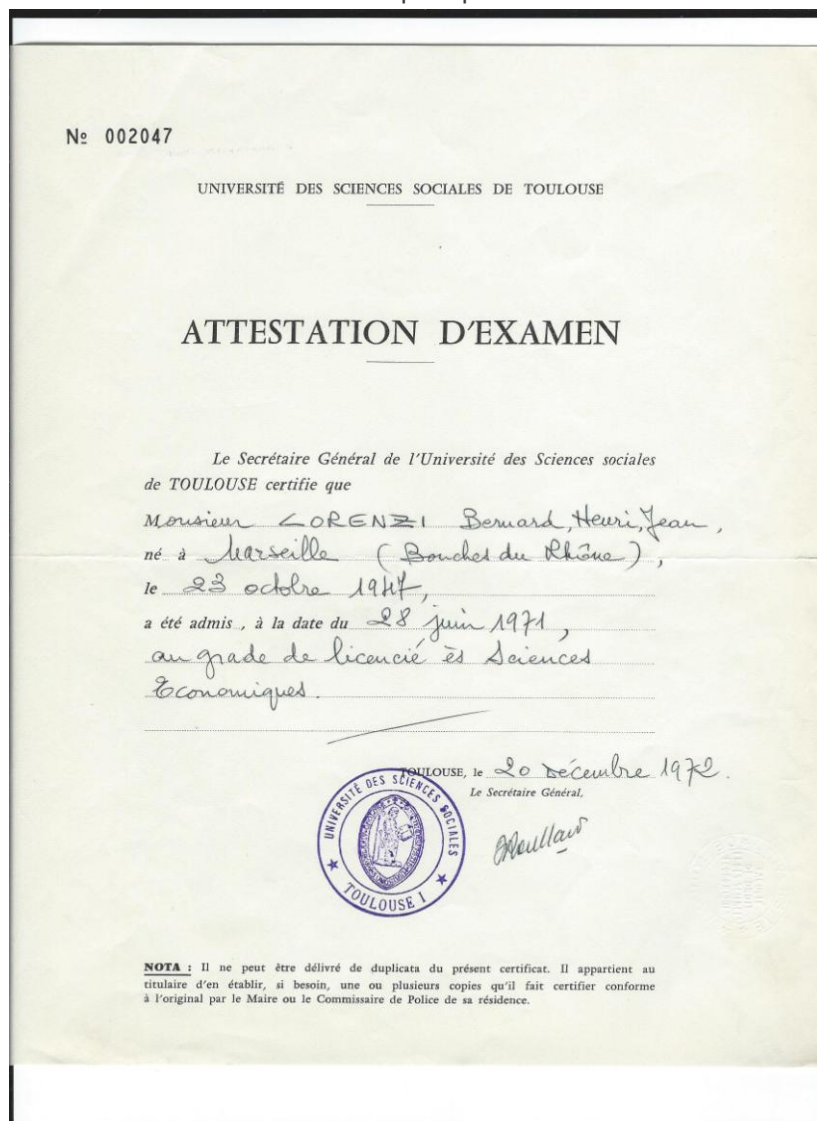 Nº 002047
UNIVERSITÉ DES SCIENCES SOCIALES DE TOULOUSE
ATTESTATION D'EXAMEN
Le Secrétaire Général de l'Université des Sciences sociales
de TOULOUSE certifie que
Monsieur LORENZI Bernard, Henri, Jean,
né à Marseille (Bouches du Rhône),
le 23 octobre 1947,
a été admis, à la date du 28 juin 1971,
au grade de licencié ès Sciences
Economiques.
TOULOUSE, le 20 Décembre 1972.
Le Secrétaire Général,
UNIVERSITÉ DES SCIENCES SOCIALES
TOULOUSE I
NOTA : Il ne peut être délivré de duplicata du présent certificat. Il appartient au
titulaire d'en établir, si besoin, une ou plusieurs copies qu'il fait certifier conforme
à l'original par le Maire ou le Commissaire de Police de sa résidence.